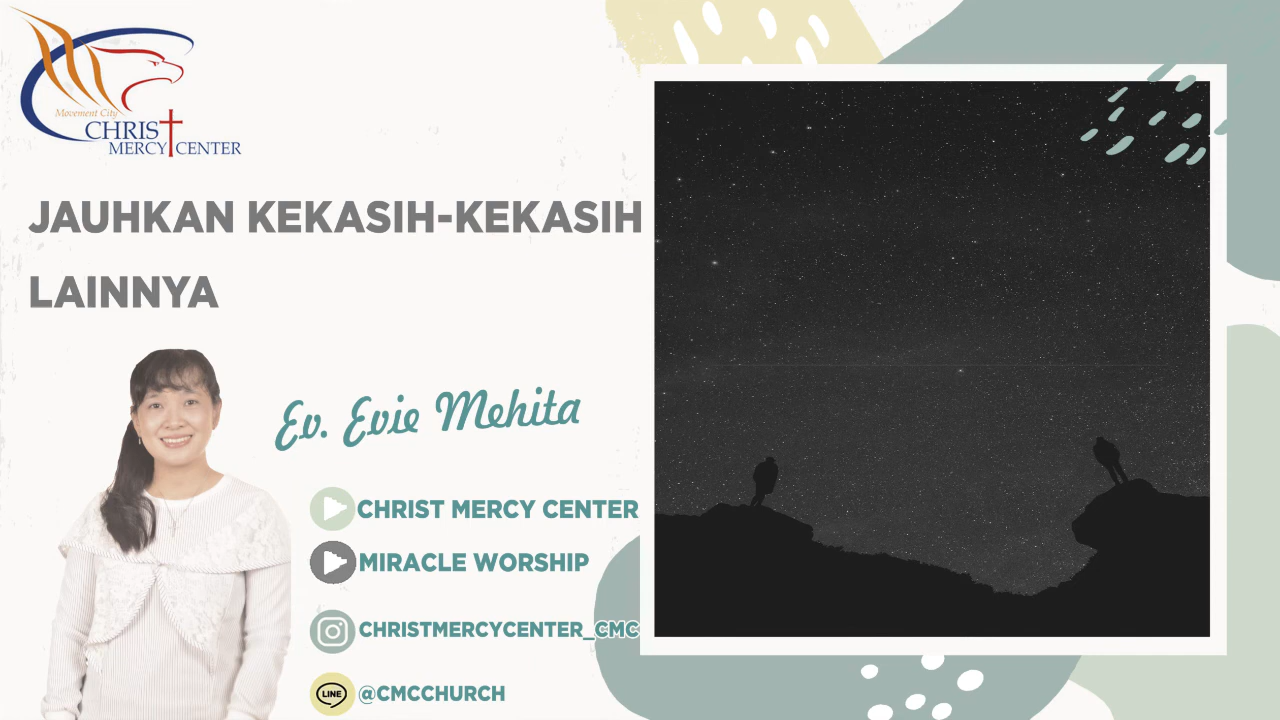 Movement City
CHRIST
MERCY CENTER
JAUHKAN KEKASIH-KEKASIH
LAINNYA
Ev. Evie Mehita
CHRIST MERCY CENTER
MIRACLE WORSHIP
CHRISTMERCYCENTER_CMC
LINE
@CMCCHURCH